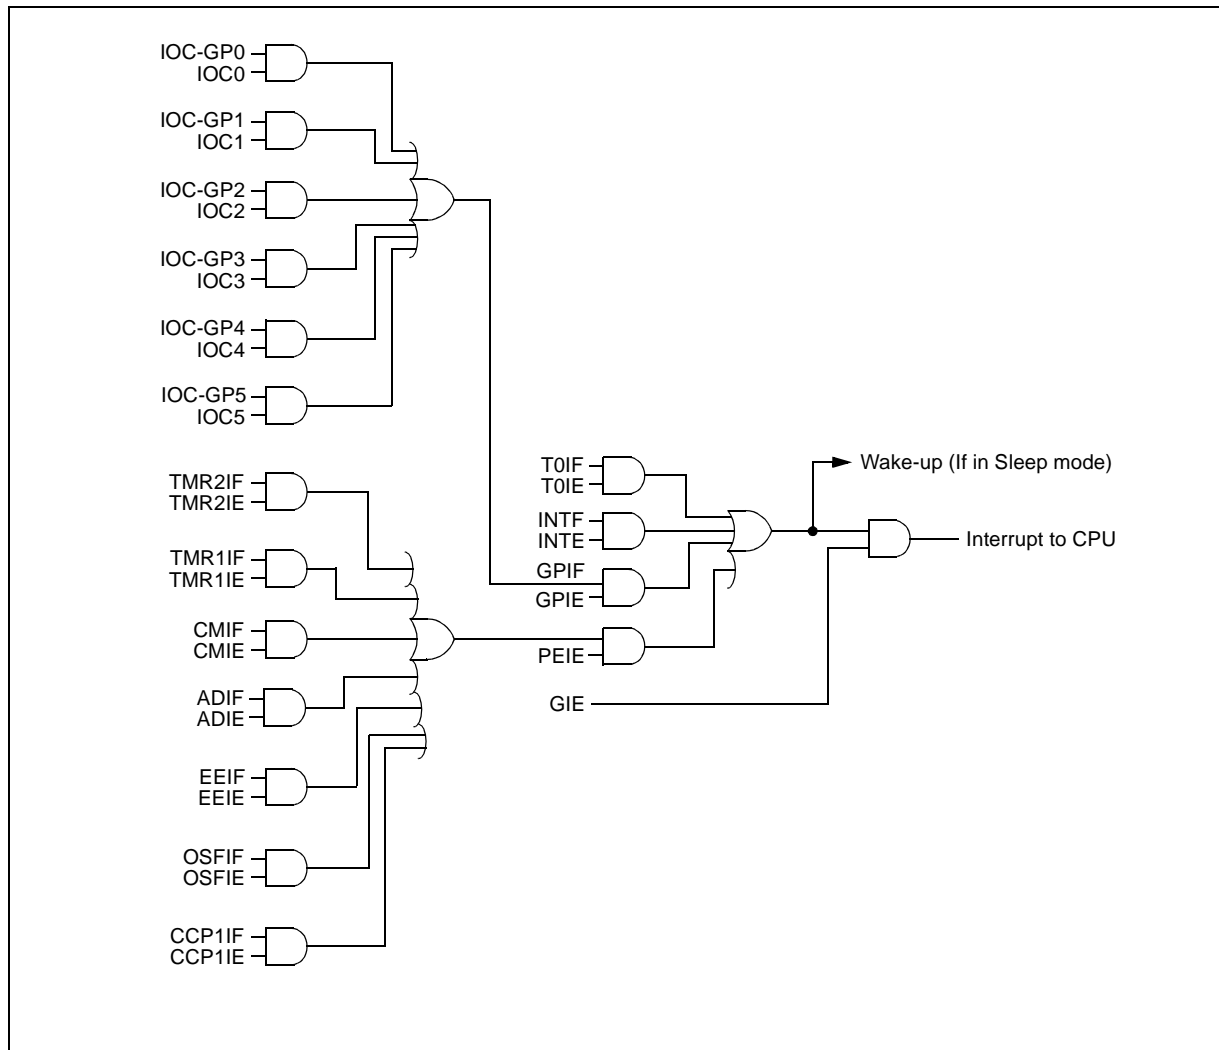 IOC-GP0
IOC0
IOC-GP1
IOC1
IOC-GP2
IOC2
IOC-GP3
IOC3
IOC-GP4
IOC4
IOC-GP5
IOC5
TMR2IF
TMR2IE
TMR1IF
TMR1IE
CMIF
CMIE
ADIF
ADIE
EEIF
EEIE
OSFIF
OSFIE
CCP1IF
CCP1IE
T0IF
T0IE
INTF
INTE
GPIF
GPIE
PEIE
GIE
Wake-up (If in Sleep mode)
Interrupt to CPU